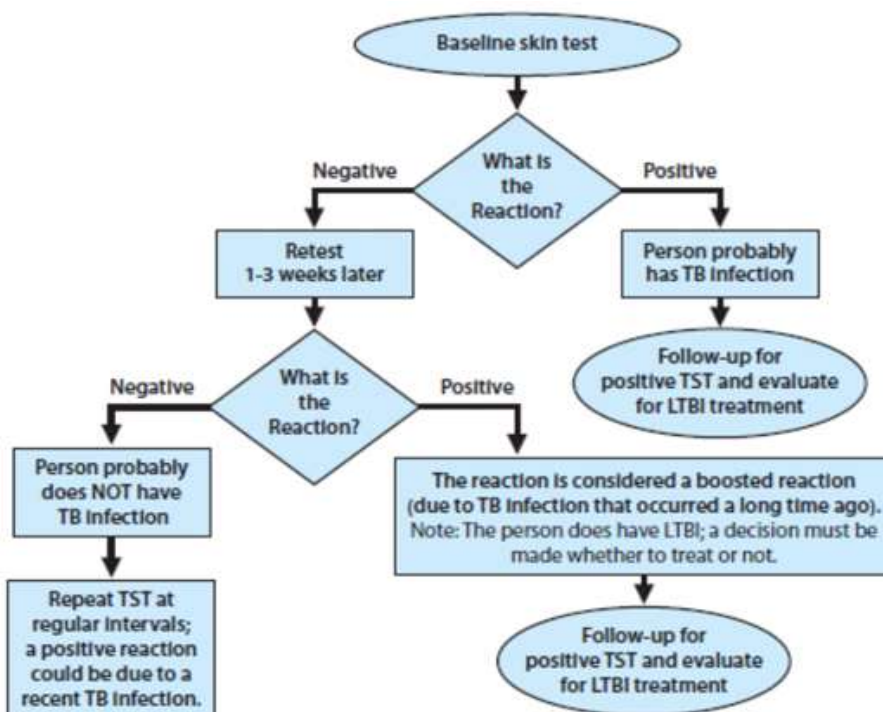 Baseline skin test
What is
the
Reaction?
Negative
Positive
Retest
1-3 weeks later
Person probably
has TB infection
Follow-up for
positive TST and evaluate
for LTBI treatment
What is
the
Reaction?
Negative
Positive
Person probably
does NOT have
TB infection
The reaction is considered a boosted reaction
(due to TB infection that occurred a long time ago).
Note: The person does have LTBI; a decision must be
made whether to treat or not.
Repeat TST at
regular intervals;
a positive reaction
could be due to a
recent TB infection.
Follow-up for
positive TST and evaluate
for LTBI treatment